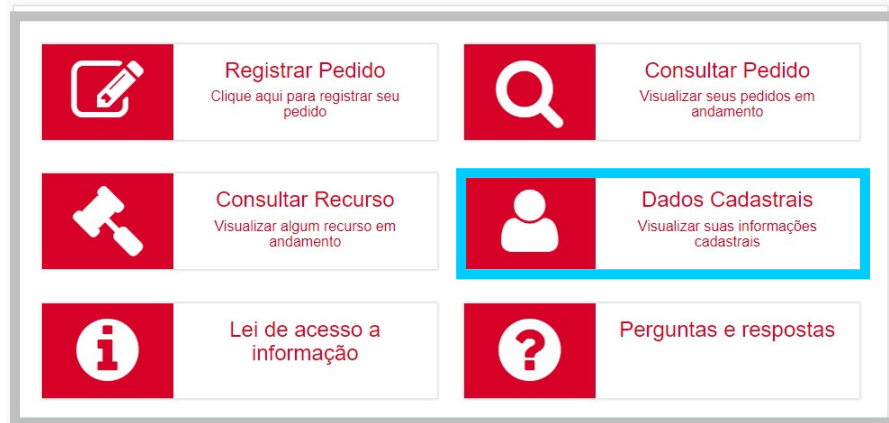 Registrar Pedido
Clique aqui para registrar seu
pedido
Consultar Pedido
Visualizar seus pedidos em
andamento
Consultar Recurso
Visualizar algum recurso em
andamento
Dados Cadastrais
Visualizar suas informações
cadastrais
Lei de acesso a
informação
Perguntas e respostas